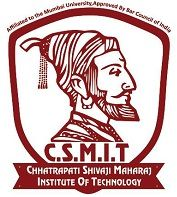 Affiliated to the Mumbai University, Approved by Bar Council of India
C.S.M.I.T
CHHATRAPATI SHIVAJI MAHARAJ
INSTITUTE OF TECHNOLOGY